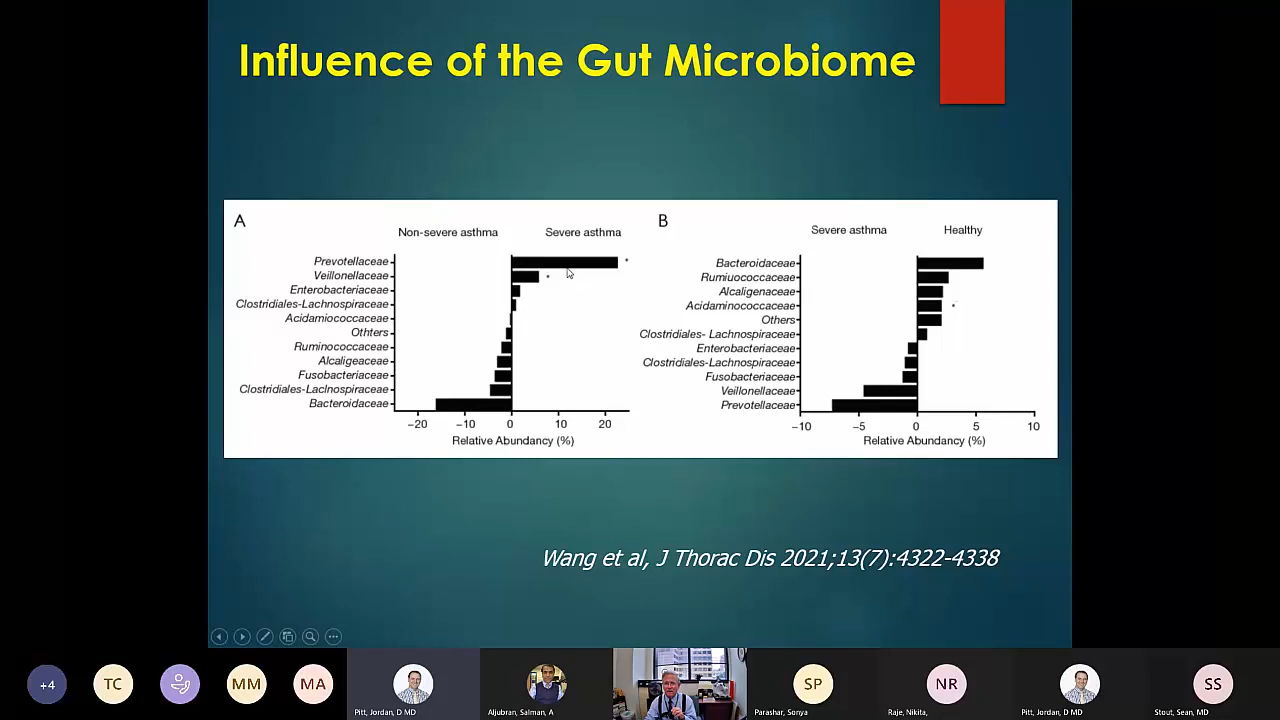 Influence of the Gut Microbiome
A
Non-severe asthma
Severe asthma
Prevotellaceae
Veillonellaceae
Enterobacteriaceae
Clostridiales-Lachnospiraceae
Acidamiococcaceae
Othters
Ruminococcaceae
Alcaligeaceae
Fusobacteriaceae
Clostridiales-Laclnospiraceae
Bacteroidaceae
−20 −10 0 10 20
Relative Abundancy (%)
B
Severe asthma
Healthy
Bacteroidaceae
Rumiuococcaceae
Alcaligenaceae
Acidaminococcaceae
Others
Clostridiales- Lachnospiraceae
Enterobacteriaceae
Clostridiales-Lachnospiraceae
Fusobacteriaceae
Veillonellaceae
Prevotellaceae
−10 −5 0 5 10
Relative Abundancy (%)
Wang et al, J Thorac Dis 2021;13(7):4322-4338
+4
TC
MM
MA
Pitt, Jordan, D MD
Aljubran, Salman, A
SP
Parashar, Sonya
NR
Raje, Nikita,
Pitt, Jordan, D MD
SS
Stout, Sean, MD